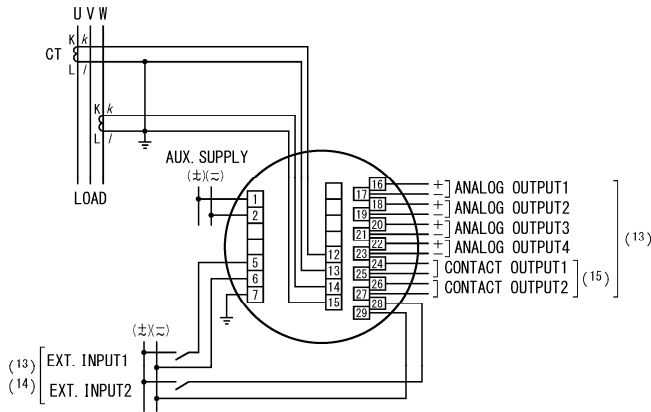 U V W
K k
CT
L l
K k
L l
AUX. SUPPLY
(±)(≂)
LOAD
1
2
5
6
7
12
13
14
15
16
17
18
19
20
21
22
23
24
25
26
27
28
29
+
− ANALOG OUTPUT1
+
− ANALOG OUTPUT2
+
− ANALOG OUTPUT3
+
− ANALOG OUTPUT4
CONTACT OUTPUT1
CONTACT OUTPUT2
(15)
(13)
(±)(≂)
(13)
(14)
EXT. INPUT1
EXT. INPUT2